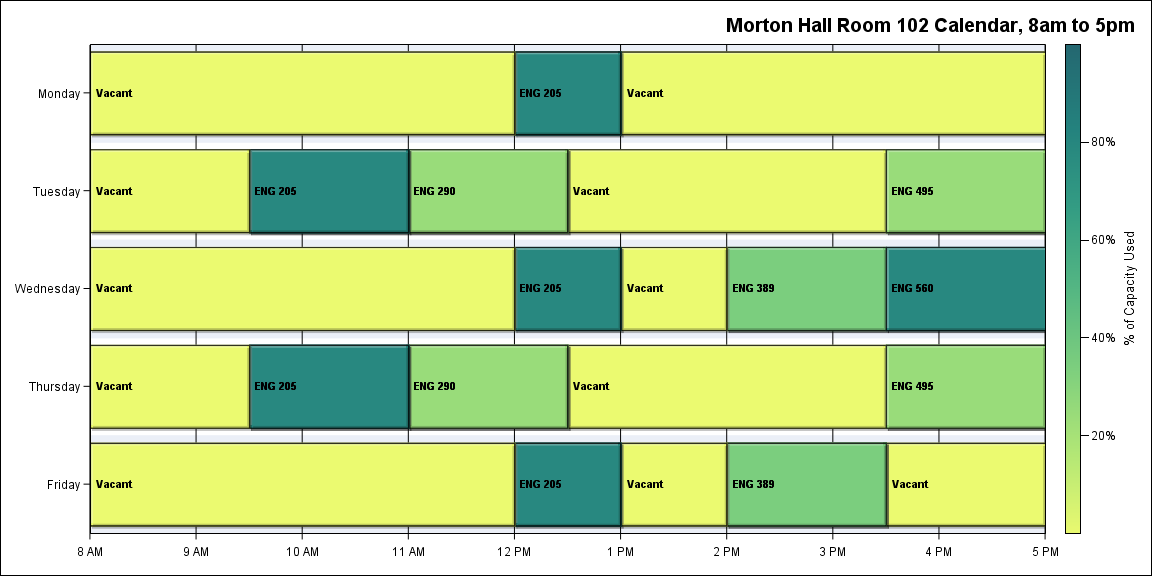 Morton Hall Room 102 Calendar, 8am to 5pm
Monday Vacant ENG 205 Vacant
Tuesday Vacant ENG 205 ENG 290 Vacant ENG 495
Wednesday Vacant ENG 205 Vacant ENG 389 ENG 560
Thursday Vacant ENG 205 ENG 290 Vacant ENG 495
Friday Vacant ENG 205 Vacant ENG 389 Vacant
8 AM 9 AM 10 AM 11 AM 12 PM 1 PM 2 PM 3 PM 4 PM 5 PM
80%
60%
40%
20%
% of Capacity Used